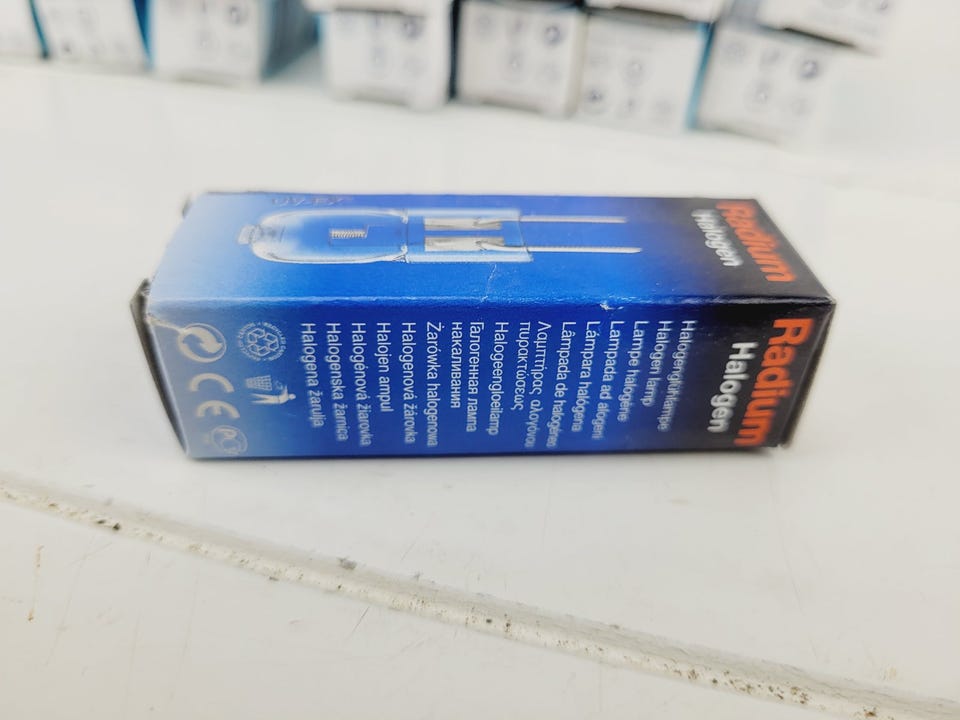 Radium
Halogen
Radium
Halogen
Halogenglühlampe
Halogen lamp
Lampe halogène
Lampada ad alogeni
Lámpara halógena
Lâmpada de halogéneo
Λαμπτήρας αλογόνου
πυρακτώσεως
Halogeengloeilamp
Галогенная лампа
накаливания
Żarówka halogenowa
Halogenová žárovka
Halojen ampul
Halogénová žiarovka
Halogenska žarnica
Halogena žarulja
CE